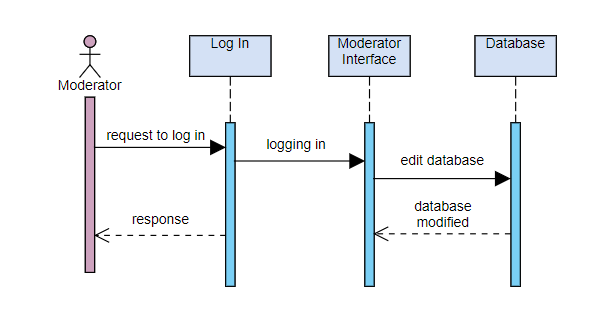 Log In
Moderator
Interface
Database
Moderator
request to log in
logging in
edit database
response
database
modified